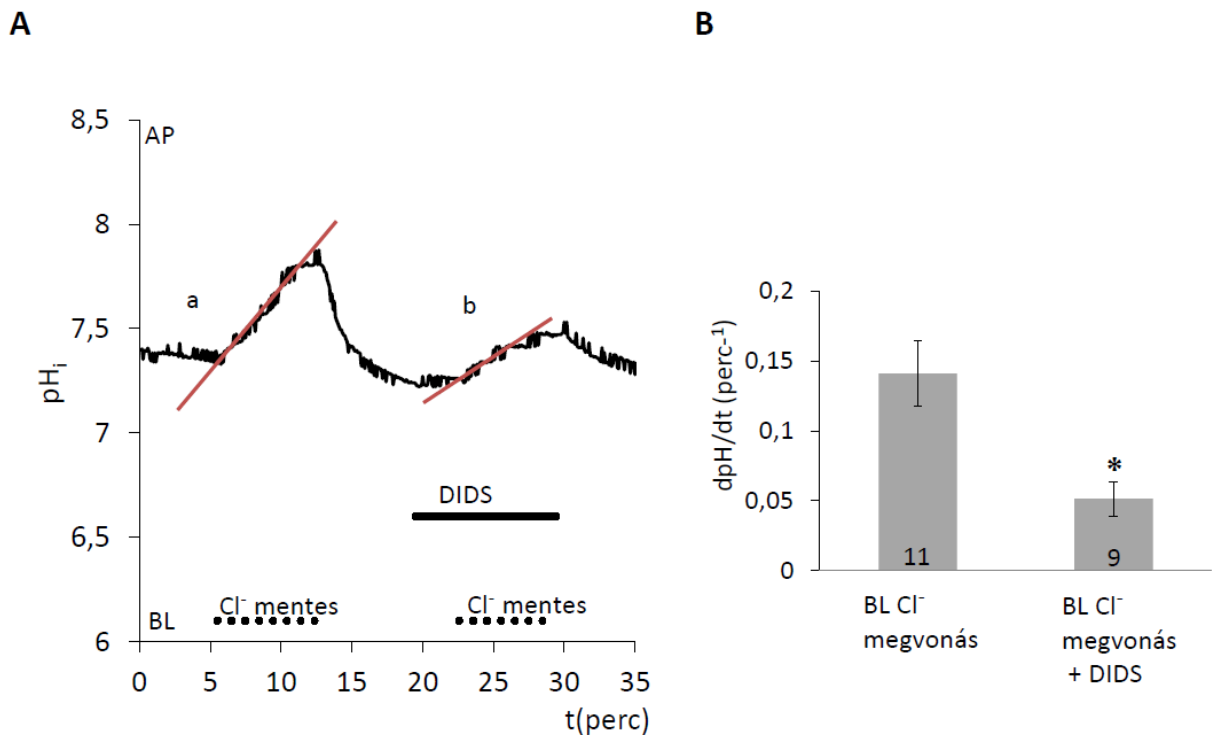 A
B
8,5
8
7,5
7
6,5
6
pHᵢ
AP
a
b
DIDS
BL
Cl⁻ mentes
Cl⁻ mentes
0 5 10 15 20 25 30 35
t(perc)
0,2
0,15
0,1
0,05
0
dpH/dt (perc-¹)
*
11
9
BL Cl⁻
megvonás
BL Cl⁻
megvonás
+ DIDS